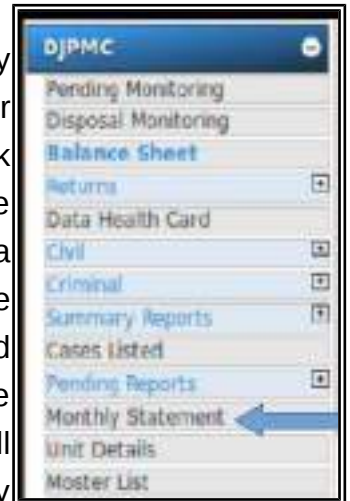 DJPMC
Pending Monitoring
Disposal Monitoring
Balance Sheet
Returns
Data Health Card
Civil
Criminal
Summary Reports
Cases Listed
Pending Reports
Monthly Statement
Unit Details
Moster List
y
r
k
e
a
e
d
e
ll
y